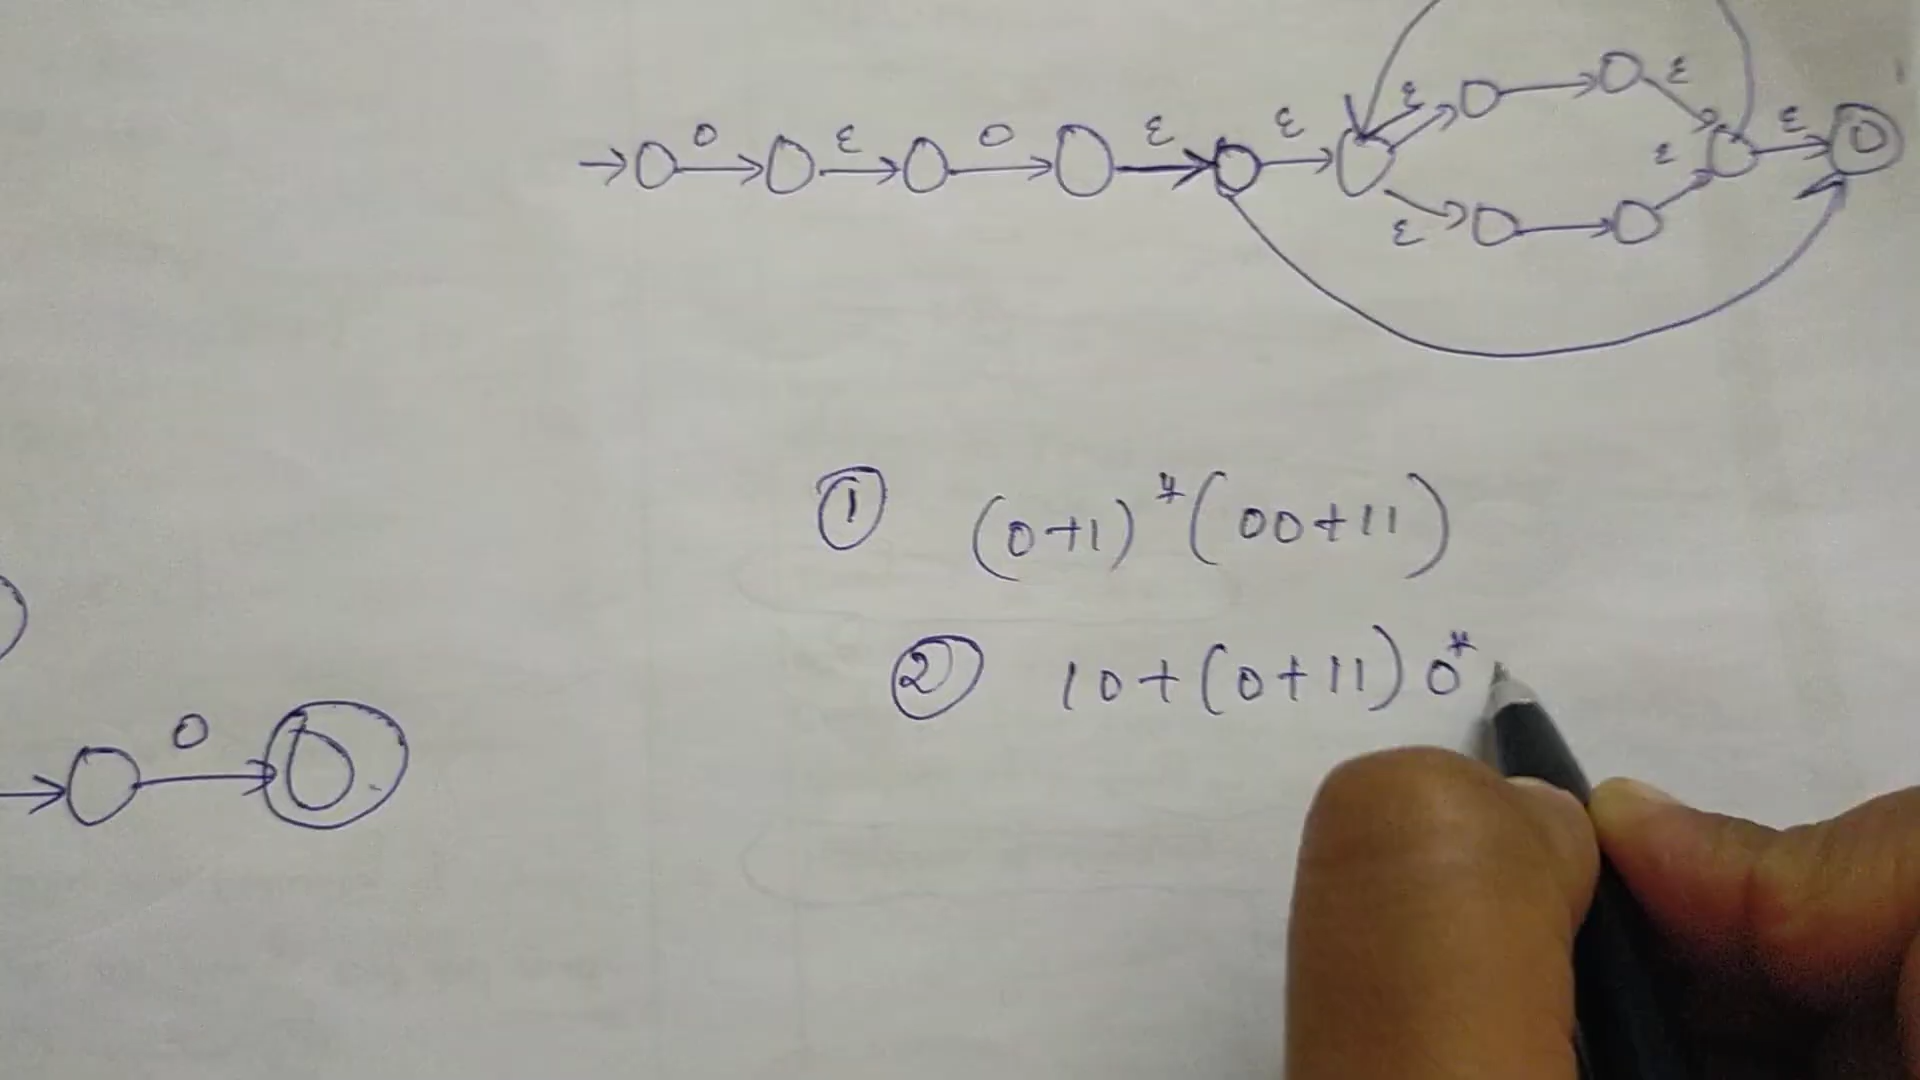 0 ε 0 ε ε ε ε ε
ε ε
① (0+1)* (00+11)
② 10+(0+11) 0*
0